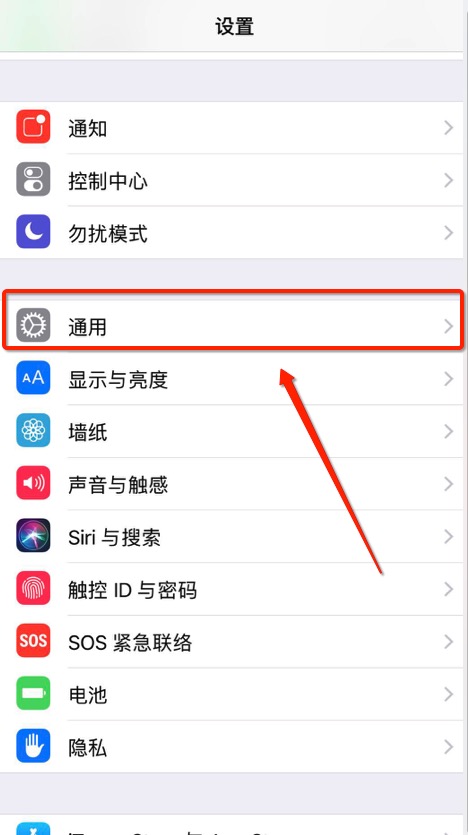 设置
通知
控制中心
勿扰模式
通用
AA 显示与亮度
墙纸
声音与触感
Siri 与搜索
触控 ID 与密码
SOS SOS 紧急联络
电池
隐私